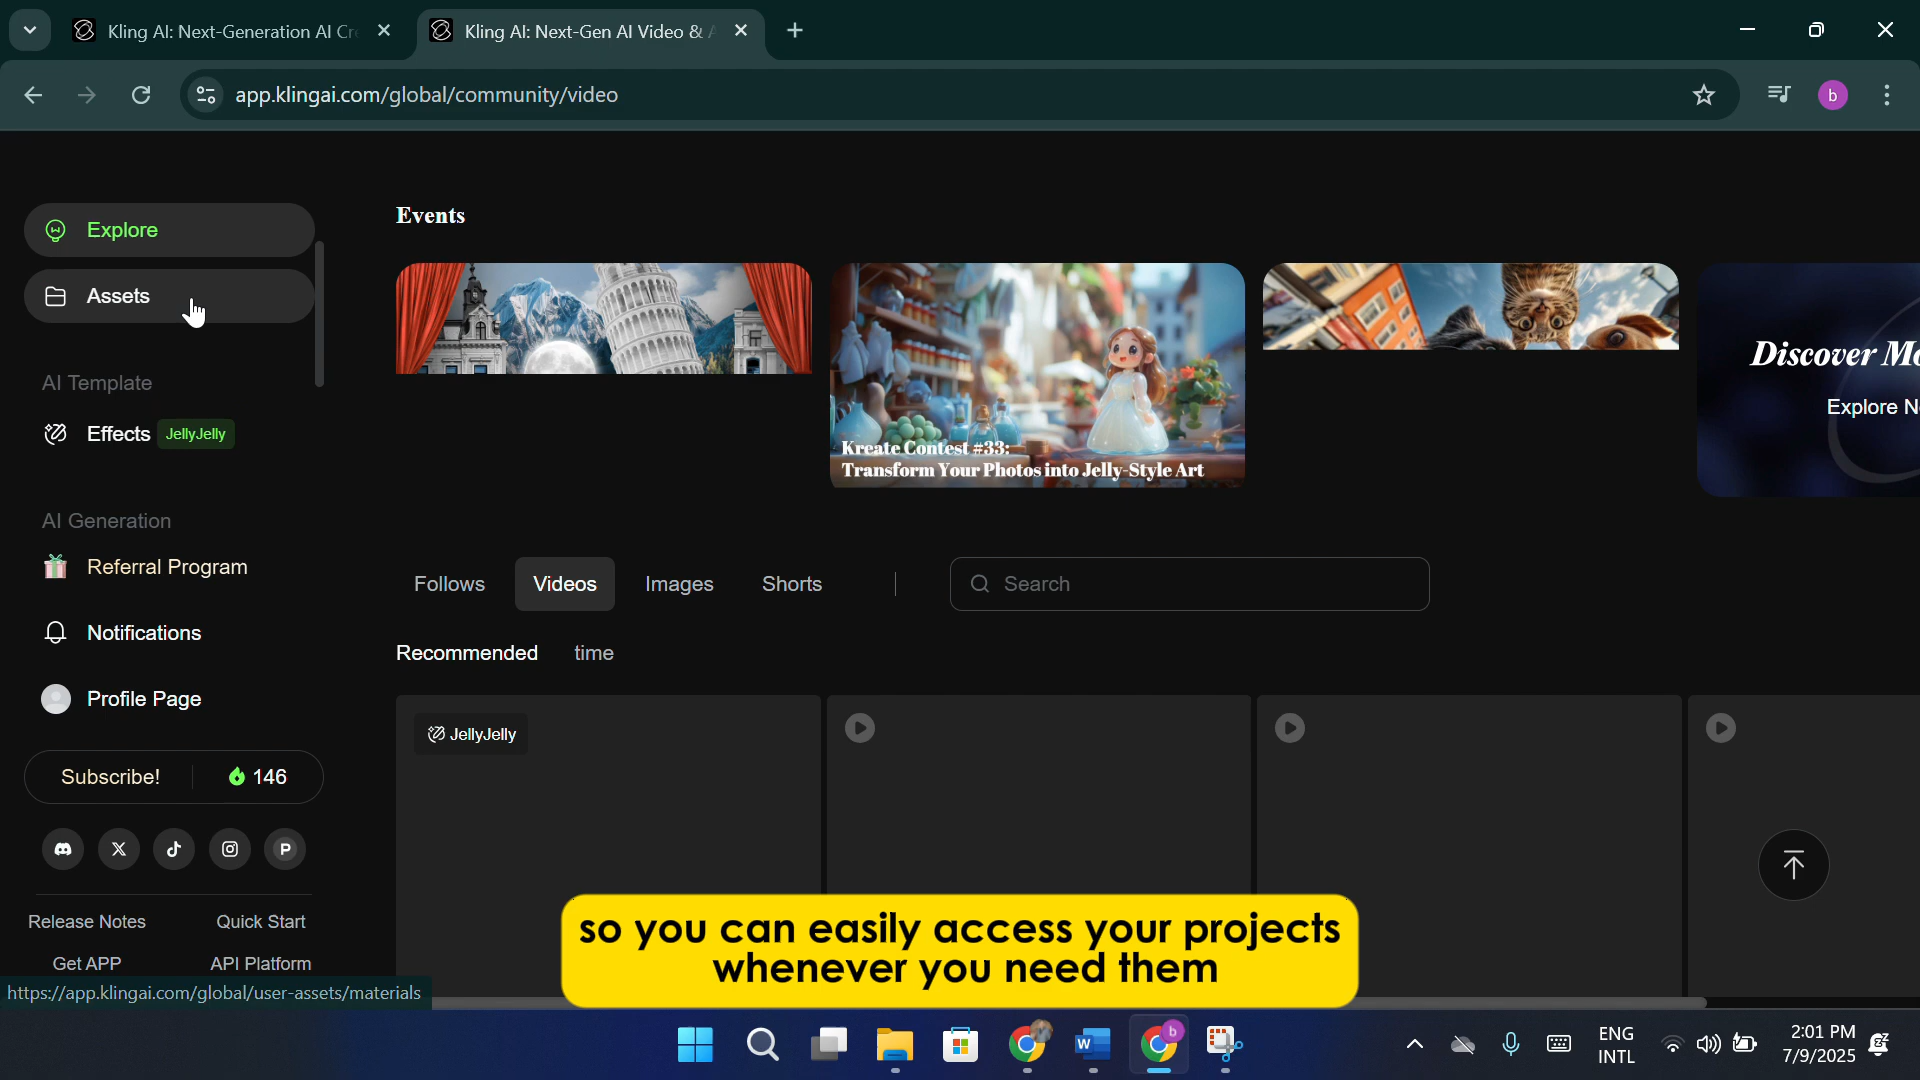 Kling AI: Next-Generation AI Cr
Kling AI: Next-Gen AI Video &
app.klingai.com/global/community/video
b
Explore
Assets
AI Template
Effects JellyJelly
AI Generation
Referral Program
Notifications
Profile Page
Subscribe! 146
P
Release Notes Quick Start
Get APP API Platform
https://app.klingai.com/global/user-assets/materials
Events
Kreate Contest #33:
Transform Your Photos into Jelly-Style Art
Discover Mo
Explore N
Follows Videos Images Shorts Search
Recommended time
JellyJelly
so you can easily access your projects
whenever you need them
W
b
ENG
INTL
2:01 PM
7/9/2025